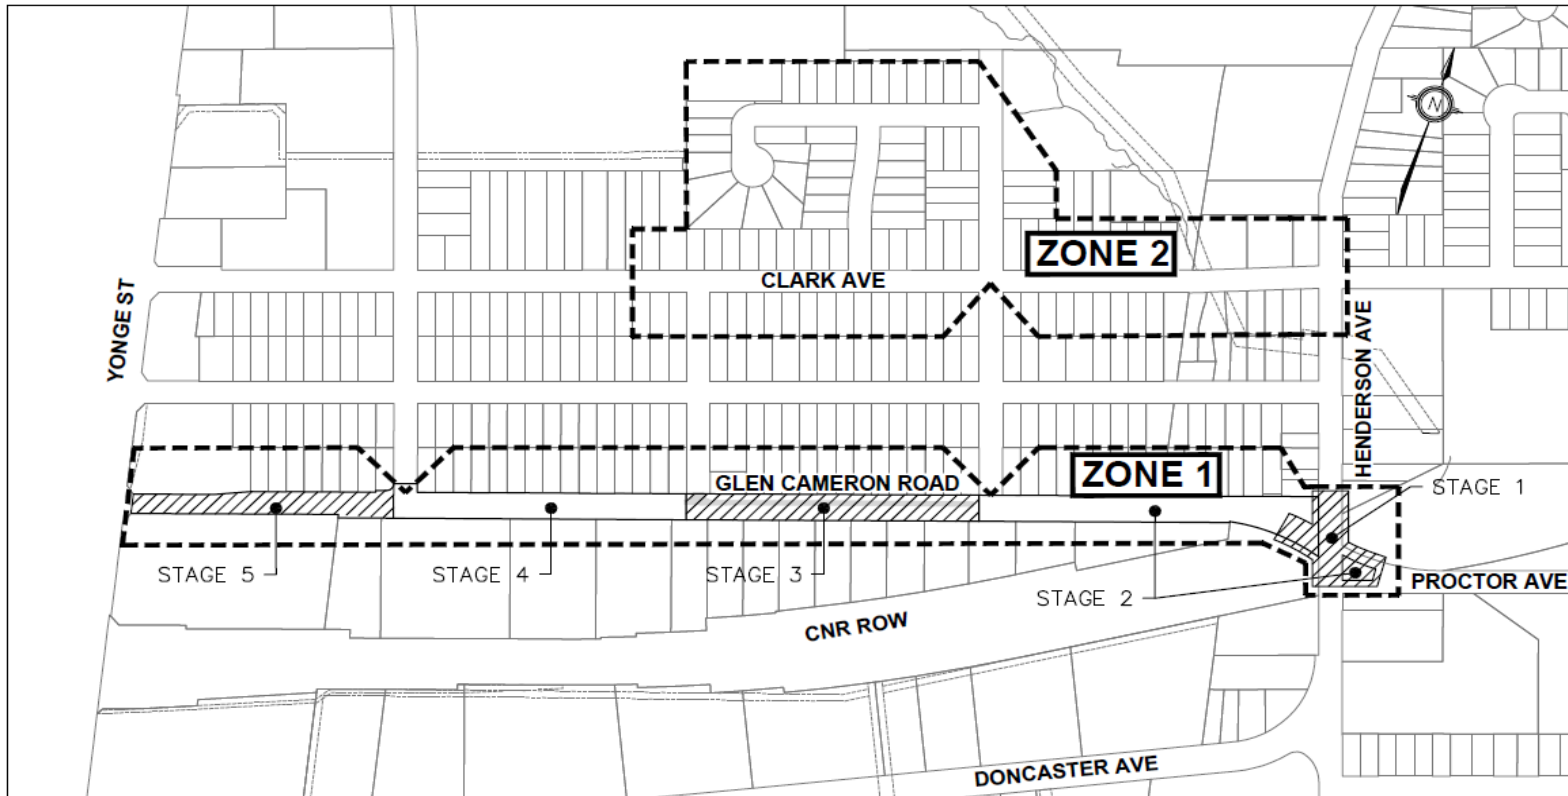 N
ZONE 2
CLARK AVE
YONGE ST
HENDERSON AVE
ZONE 1
GLEN CAMERON ROAD
STAGE 1
STAGE 5
STAGE 4
STAGE 3
STAGE 2
PROCTOR AVE
CNR ROW
DONCASTER AVE